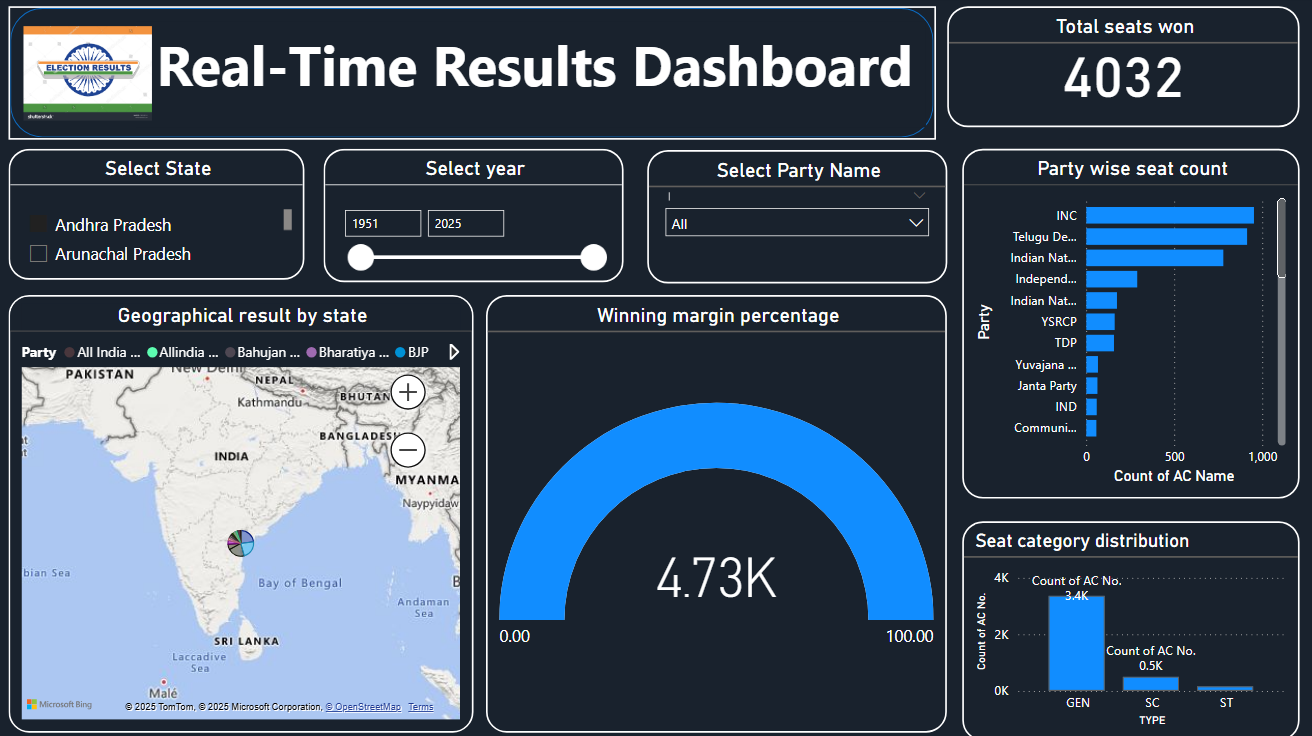 ELECTION RESULTS
shutterstock
Real-Time Results Dashboard
Total seats won
4032
Select State
Andhra Pradesh
Arunachal Pradesh
Select year
1951
2025
Select Party Name
All
Party wise seat count
Party
INC
Telugu De...
Indian Nat...
Independ...
Indian Nat...
YSRCP
TDP
Yuvajana ...
Janta Party
IND
Communi...
0 500 1,000
Count of AC Name
Geographical result by state
Party All India ... Allindia ... Bahujan ... Bharatiya ... BJP
PAKISTAN
New Delhi
NEPAL
Kathmandu
BHUTAN
BANGLADESH
INDIA
MYANMA
Naypyidaw
bian Sea
Bay of Bengal
Andaman
Sea
SRI LANKA
Laccadive
Sea
Malé
Microsoft Bing
© 2025 TomTom, © 2025 Microsoft Corporation, © OpenStreetMap Terms
Winning margin percentage
4.73K
0.00 100.00
Seat category distribution
Count of AC No.
4K
2K
0K
Count of AC No.
3.4K
Count of AC No.
0.5K
GEN SC ST
TYPE